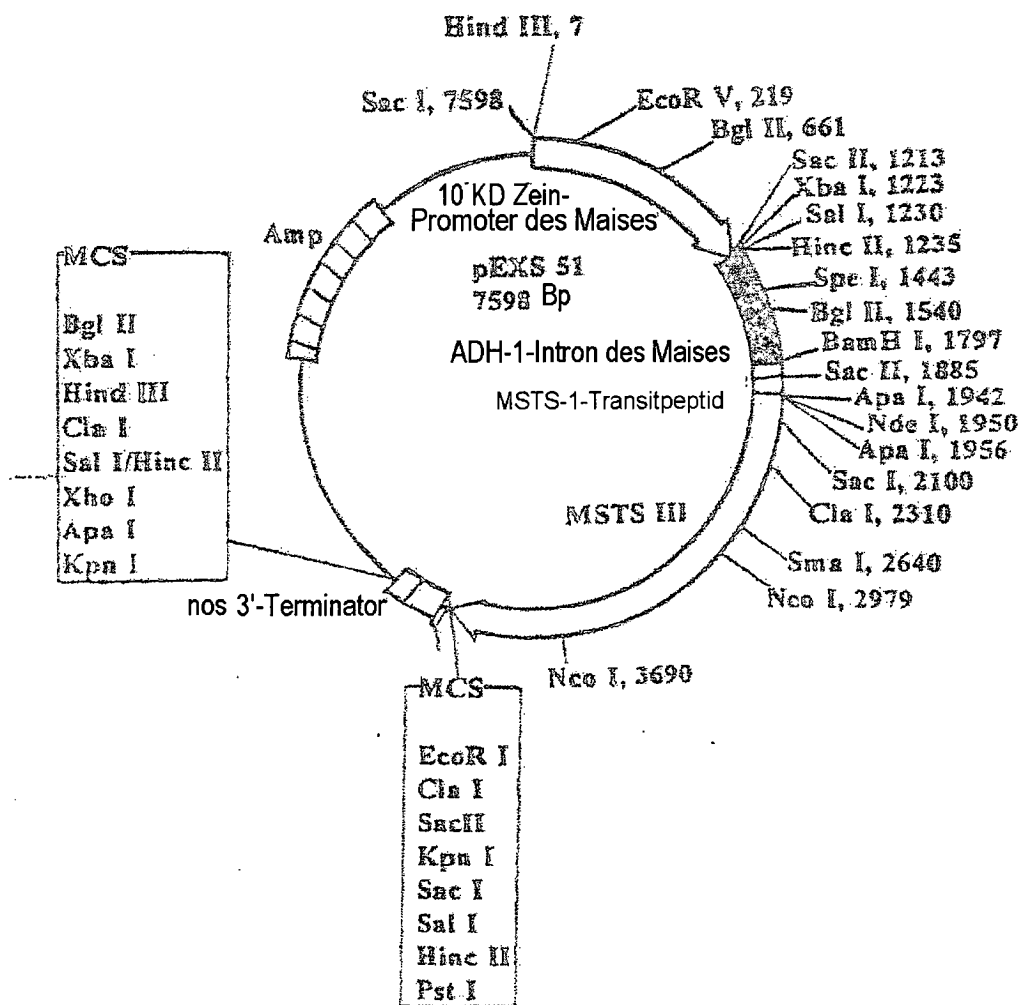 Hind III, 7
Sac I, 7598
EcoR V, 219
Bgl II, 661
Sac II, 1213
Xba I, 1223
Sal I, 1230
Hinc II, 1235
Spe I, 1443
Bgl II, 1540
BamH I, 1797
Sac II, 1885
Apa I, 1942
Nde I, 1950
Apa I, 1956
Sac I, 2100
Cla I, 2310
Sma I, 2640
Nco I, 2979
Nco I, 3690
10 KD Zein-
Promoter des Maises
pEXS 51
7598 Bp
ADH-1-Intron des Maises
MSTS-1-Transitpeptid
MSTS III
Amp
MCS
Bgl II
Xba I
Hind III
Cla I
Sal I/Hinc II
Xho I
Apa I
Kpn I
nos 3'-Terminator
MCS
EcoR I
Cla I
SacII
Kpn I
Sac I
Sal I
Hinc II
Pst I